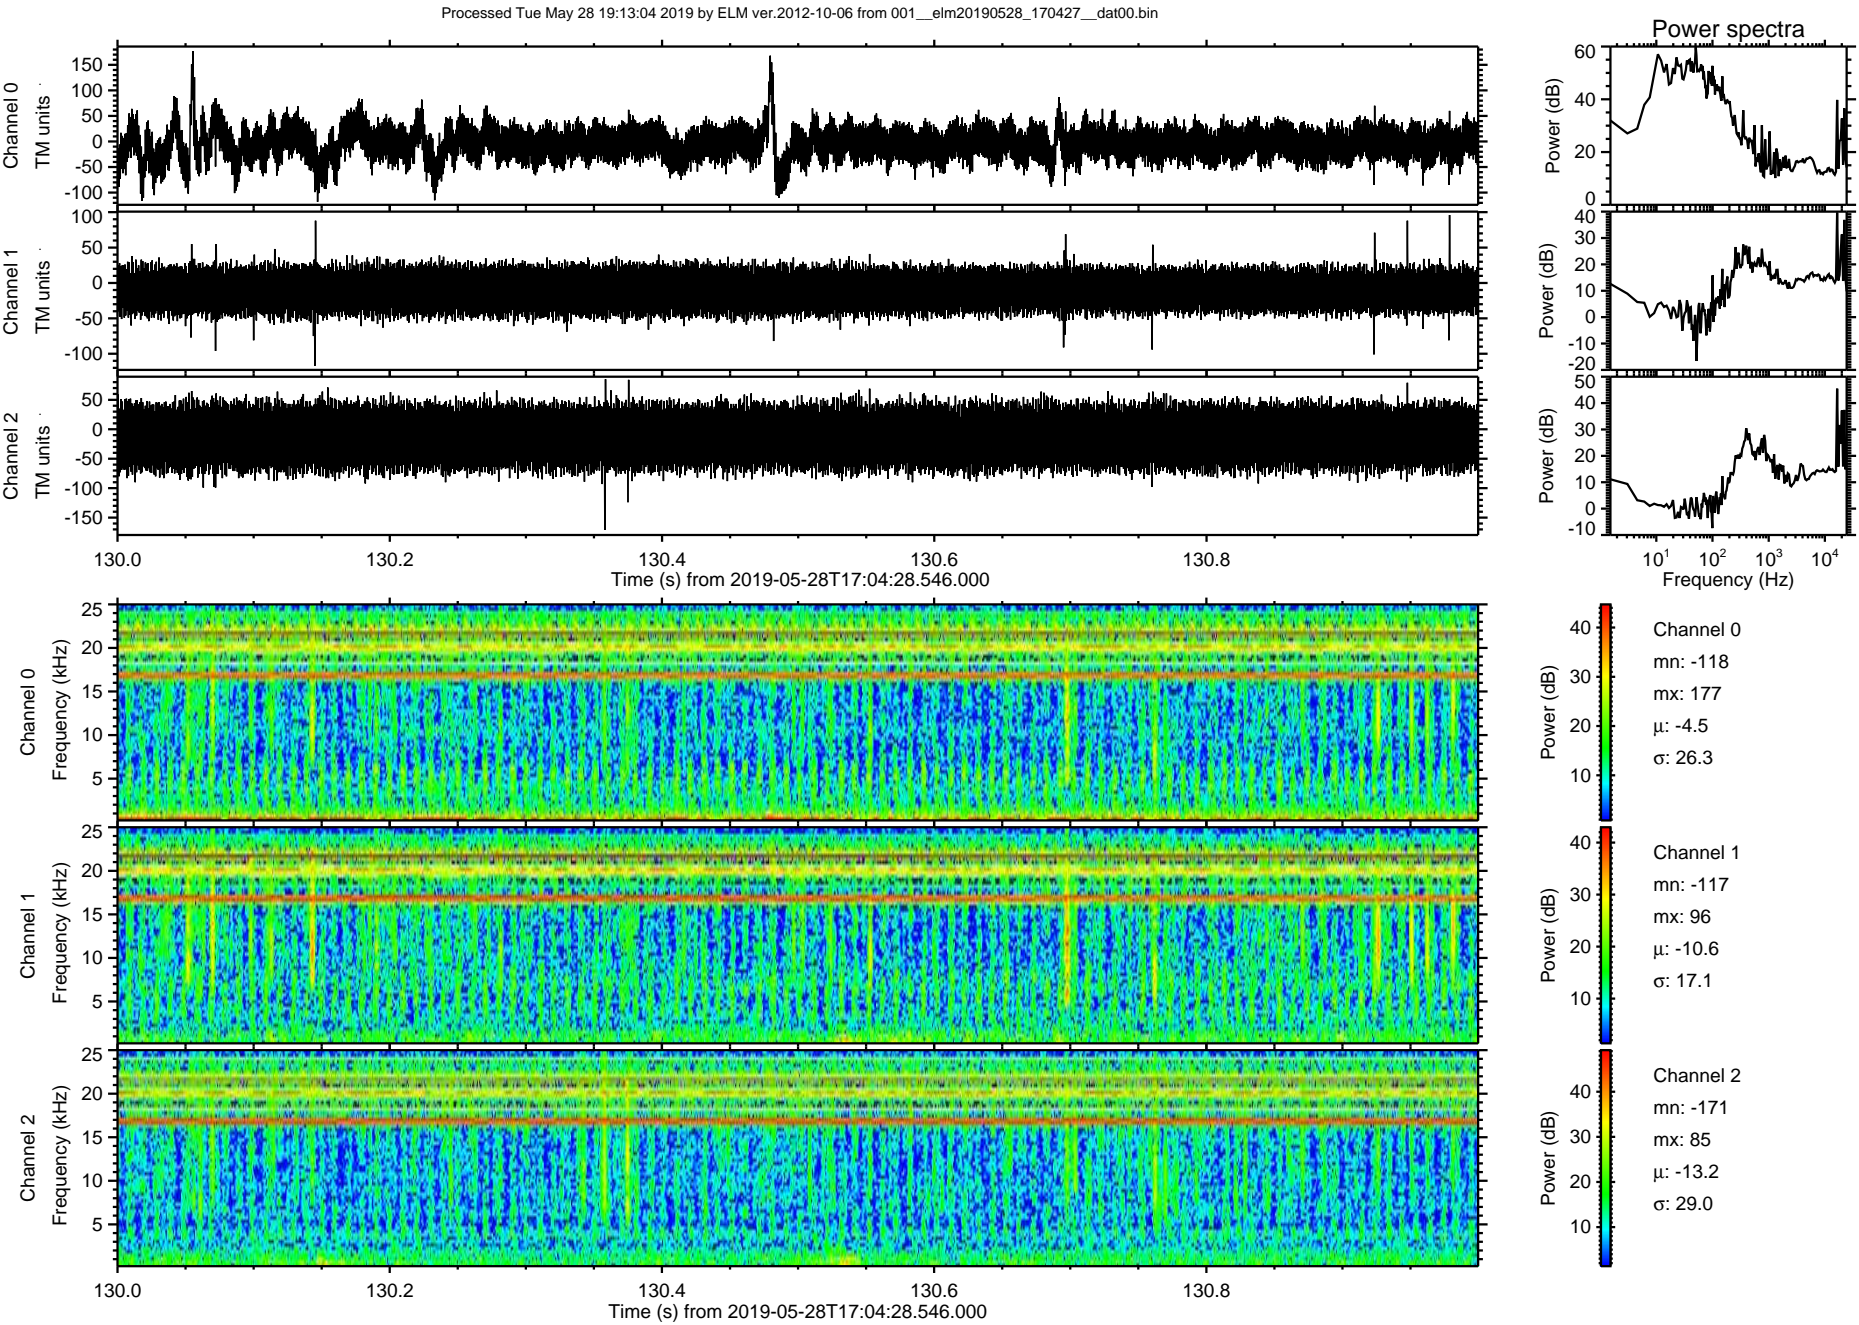 Processed Tue May 28 19:13:04 2019 by ELM ver.2012-10-06 from 001__elm20190528_170427__dat00.bin
Power spectra
Channel 0
TM units
150
100
50
0
-50
-100
Power (dB)
60
40
20
0
Channel 1
TM units
100
50
0
-50
-100
Power (dB)
40
30
20
10
0
-10
-20
Channel 2
TM units
50
0
-50
-100
-150
Power (dB)
50
40
30
20
10
0
-10
130.0 130.2 130.4 130.6 130.8
Time (s) from 2019-05-28T17:04:28.546.000
10^1 10^2 10^3 10^4
Frequency (Hz)
Channel 0
Frequency (kHz)
25
20
15
10
5
Power (dB)
40
30
20
10
Channel 0
mn: -118
mx: 177
μ: -4.5
σ: 26.3
Channel 1
Frequency (kHz)
25
20
15
10
5
Power (dB)
40
30
20
10
Channel 1
mn: -117
mx: 96
μ: -10.6
σ: 17.1
Channel 2
Frequency (kHz)
25
20
15
10
5
Power (dB)
40
30
20
10
Channel 2
mn: -171
mx: 85
μ: -13.2
σ: 29.0
130.0 130.2 130.4 130.6 130.8
Time (s) from 2019-05-28T17:04:28.546.000